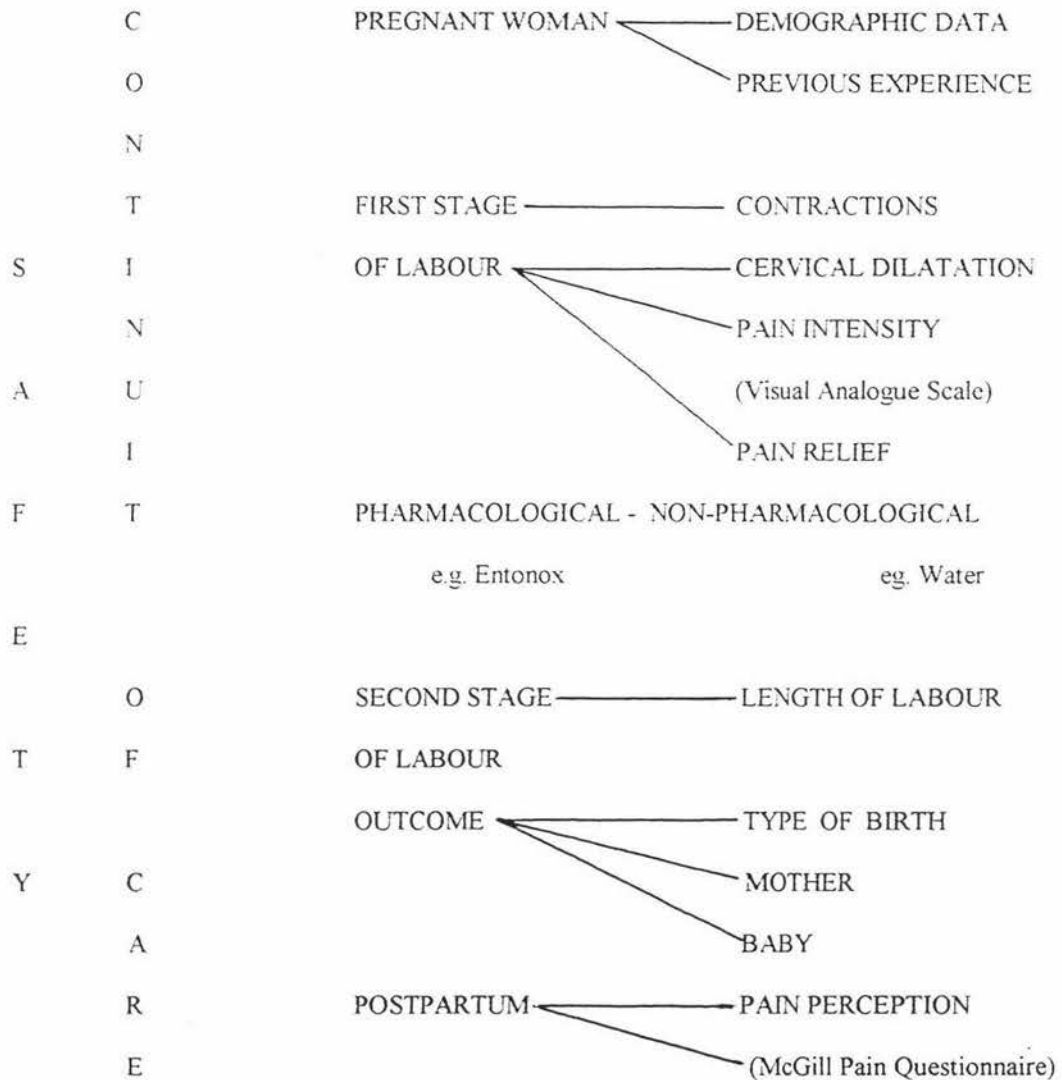 S A F E T Y
C O N T I N U I T O F C A R E
PREGNANT WOMAN
DEMOGRAPHIC DATA
PREVIOUS EXPERIENCE
FIRST STAGE
OF LABOUR
CONTRACTIONS
CERVICAL DILATATION
PAIN INTENSITY
(Visual Analogue Scale)
PAIN RELIEF
PHARMACOLOGICAL - NON-PHARMACOLOGICAL
e.g. Entonox
eg. Water
SECOND STAGE
OF LABOUR
LENGTH OF LABOUR
OUTCOME
TYPE OF BIRTH
MOTHER
BABY
POSTPARTUM
PAIN PERCEPTION
(McGill Pain Questionnaire)